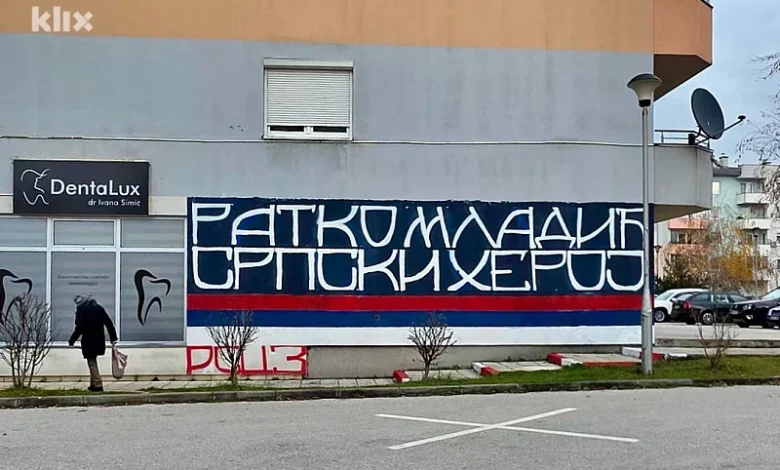 klix
DentaLux
dr Ivana Simić
РАТКО МЛАДИЋ
СРПСКИ ХЕРОЈ